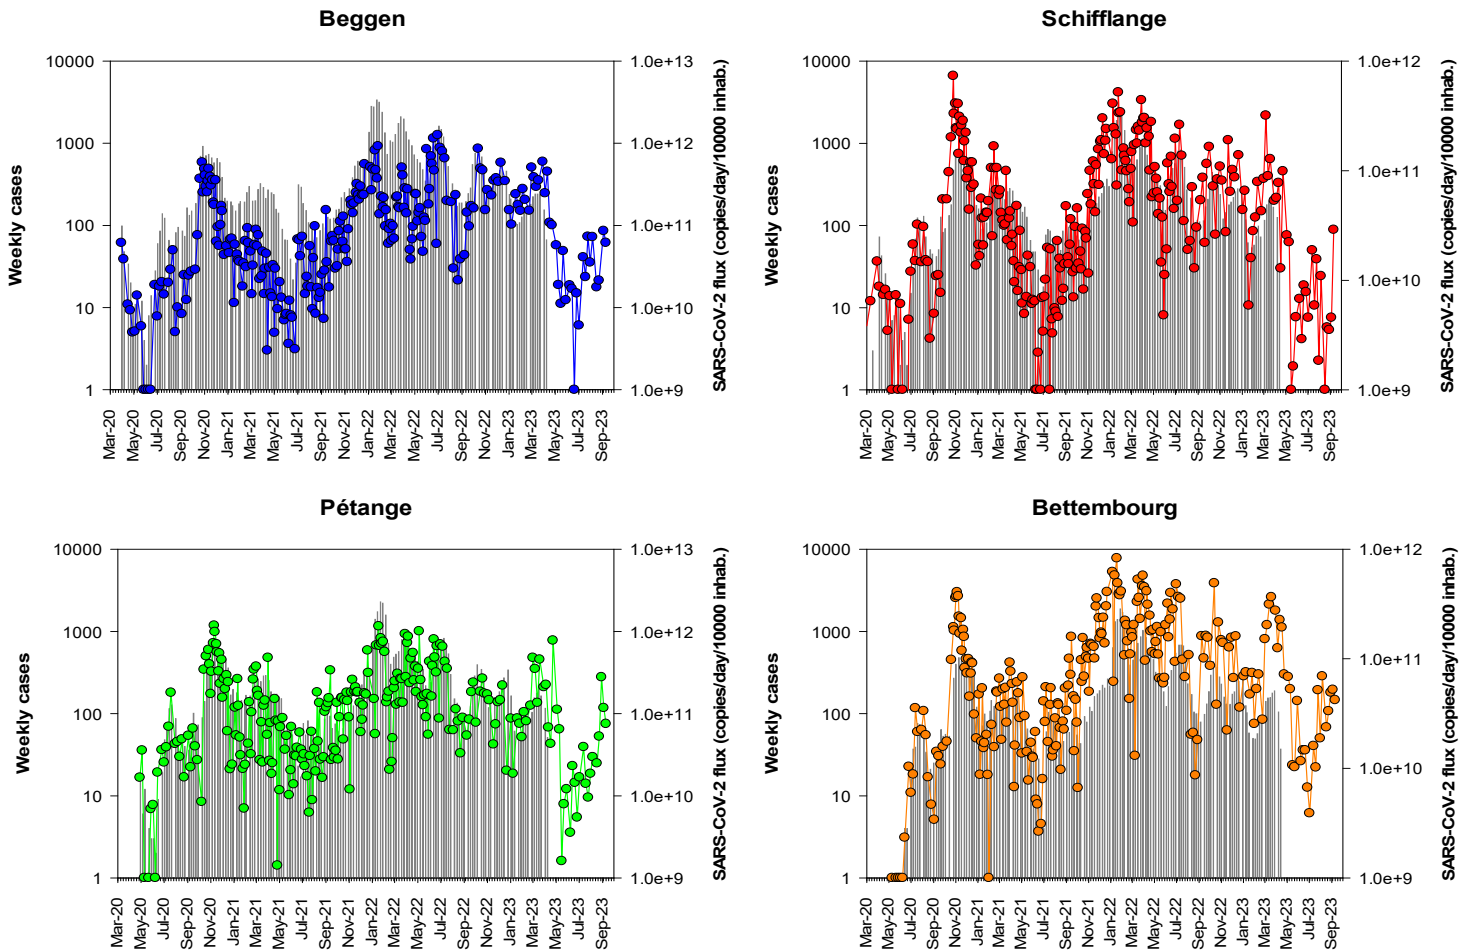 Beggen
Weekly cases
10000
1000
100
10
1
1.0e+13
1.0e+12
1.0e+11
1.0e+10
1.0e+9
SARS-CoV-2 flux (copies/day/10000 inhab.)
Mar-20
May-20
Jul-20
Sep-20
Nov-20
Jan-21
Mar-21
May-21
Jul-21
Sep-21
Nov-21
Jan-22
Mar-22
May-22
Jul-22
Sep-22
Nov-22
Jan-23
Mar-23
May-23
Jul-23
Sep-23
Schifflange
Weekly cases
10000
1000
100
10
1
1.0e+12
1.0e+11
1.0e+10
1.0e+9
SARS-CoV-2 flux (copies/day/10000 inhab.)
Mar-20
May-20
Jul-20
Sep-20
Nov-20
Jan-21
Mar-21
May-21
Jul-21
Sep-21
Nov-21
Jan-22
Mar-22
May-22
Jul-22
Sep-22
Nov-22
Jan-23
Mar-23
May-23
Jul-23
Sep-23
Pétange
Weekly cases
10000
1000
100
10
1
1.0e+13
1.0e+12
1.0e+11
1.0e+10
1.0e+9
SARS-CoV-2 flux (copies/day/10000 inhab.)
Mar-20
May-20
Jul-20
Sep-20
Nov-20
Jan-21
Mar-21
May-21
Jul-21
Sep-21
Nov-21
Jan-22
Mar-22
May-22
Jul-22
Sep-22
Nov-22
Jan-23
Mar-23
May-23
Jul-23
Sep-23
Bettembourg
Weekly cases
10000
1000
100
10
1
1.0e+12
1.0e+11
1.0e+10
1.0e+9
SARS-CoV-2 flux (copies/day/10000 inhab.)
Mar-20
May-20
Jul-20
Sep-20
Nov-20
Jan-21
Mar-21
May-21
Jul-21
Sep-21
Nov-21
Jan-22
Mar-22
May-22
Jul-22
Sep-22
Nov-22
Jan-23
Mar-23
May-23
Jul-23
Sep-23